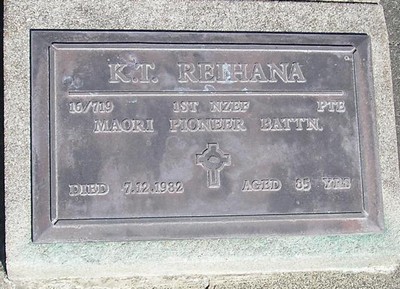 K.T. REIHANA
16/719 1ST NZEF PTE
MAORI PIONEER BATTN.
DIED 7.12.1982 AGED 85 YRS